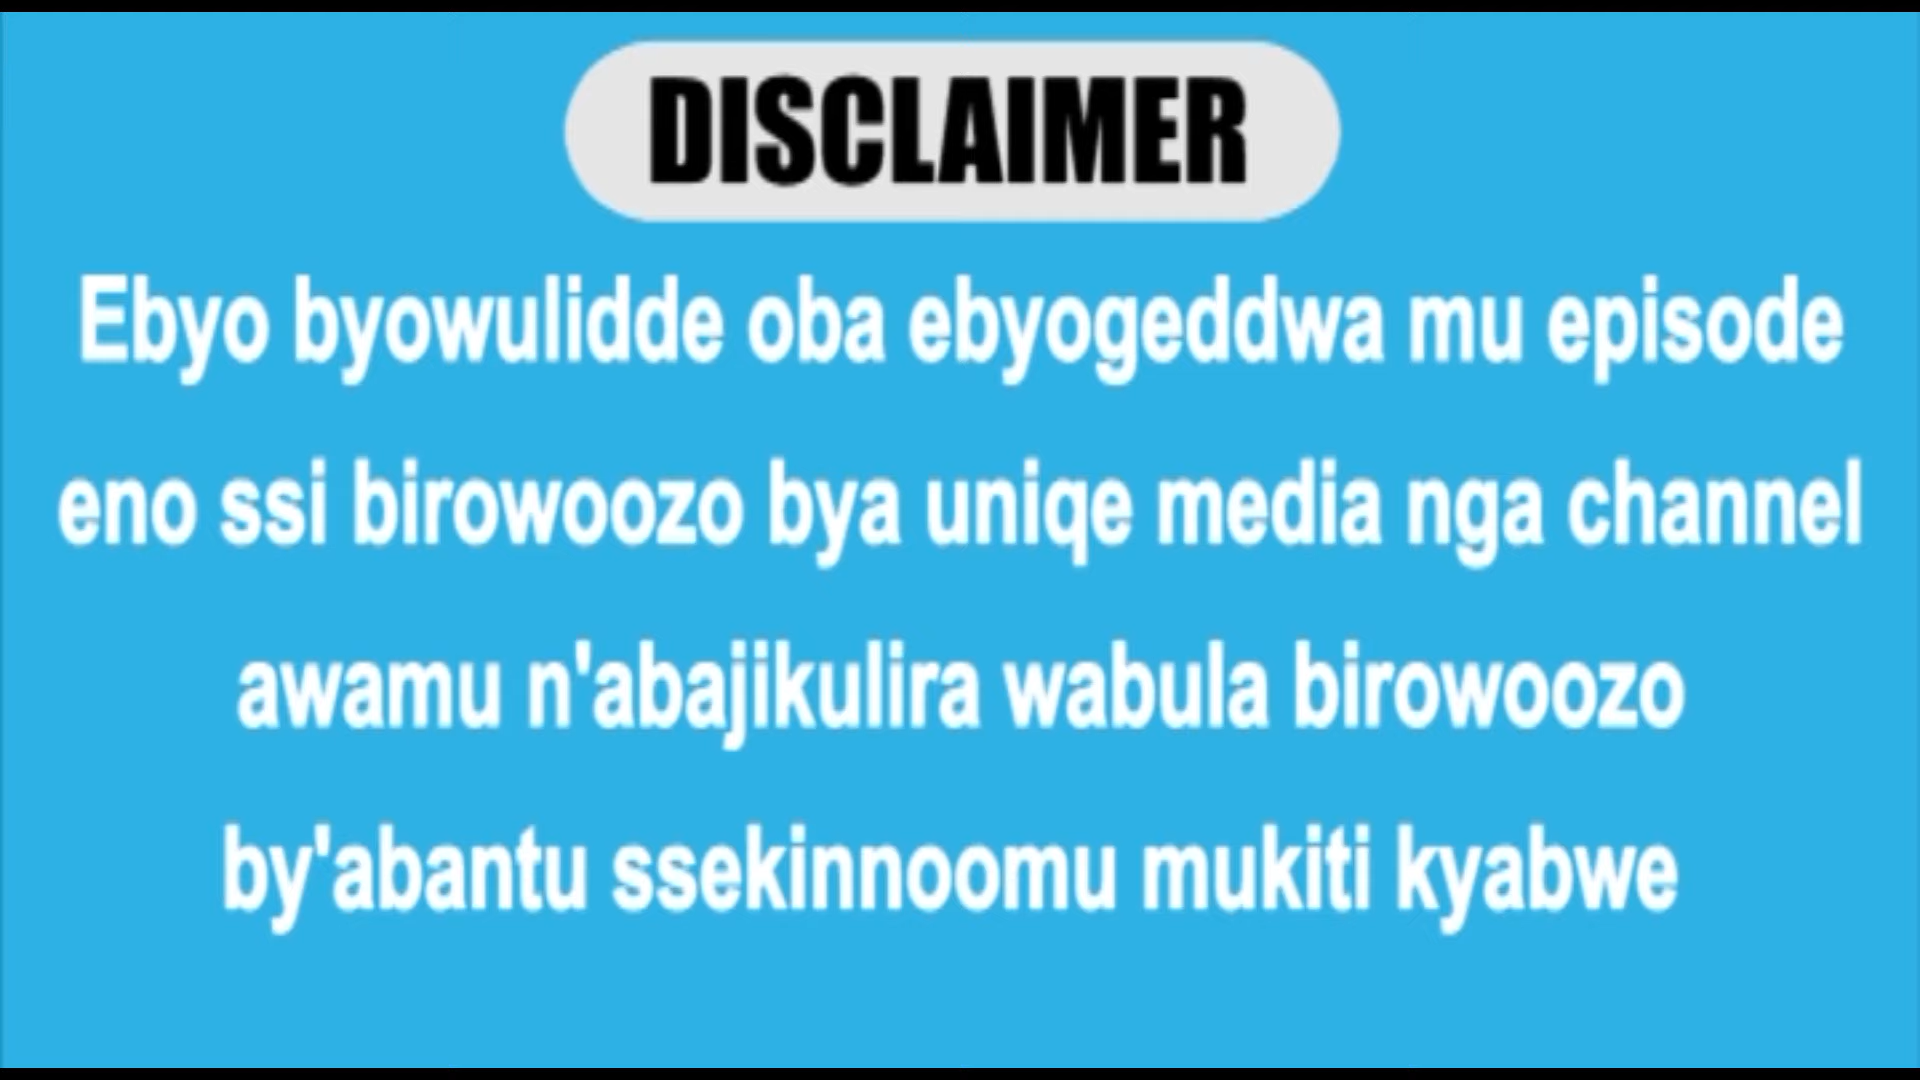 DISCLAIMER
Ebyo byowulidde oba ebyogeddwa mu episode
eno ssi birowoozo bya uniqe media nga channel
awamu n'abajikulira wabula birowoozo
by'abantu ssekinnoomu mukiti kyabwe